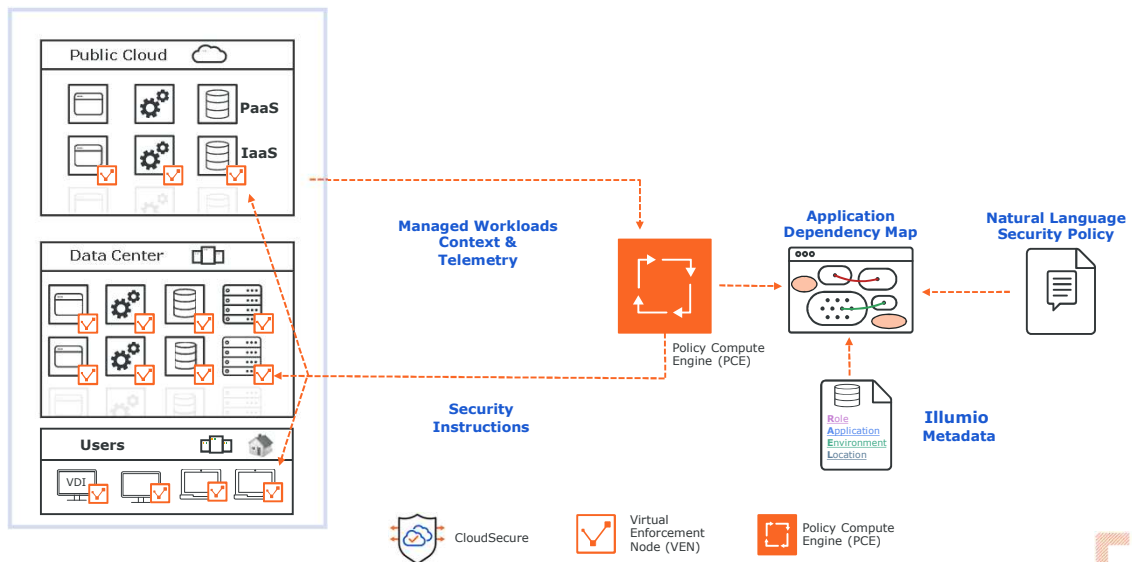 Public Cloud
PaaS
IaaS
Data Center
Users
VDI
Managed Workloads
Context &
Telemetry
Security
Instructions
Policy Compute
Engine (PCE)
Application
Dependency Map
Natural Language
Security Policy
Role
Application
Environment
Location
Illumio
Metadata
CloudSecure
Virtual
Enforcement
Node (VEN)
Policy Compute
Engine (PCE)